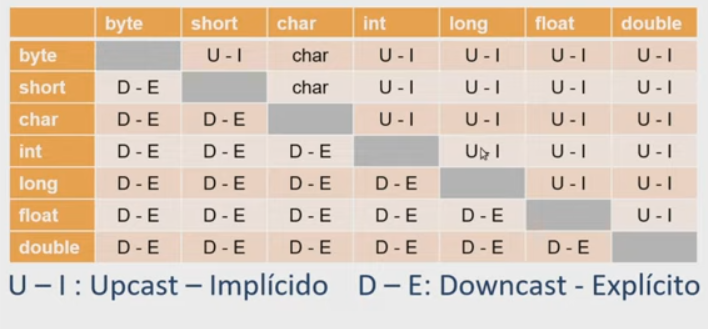 byte short char int long float double
byte U - I char U - I U - I U - I U - I
short D - E char U - I U - I U - I U - I
char D - E D - E U - I U - I U - I U - I
int D - E D - E D - E U - I U - I U - I
long D - E D - E D - E D - E U - I U - I
float D - E D - E D - E D - E D - E U - I
double D - E D - E D - E D - E D - E D - E
U – I : Upcast – Implícido D – E: Downcast - Explícito